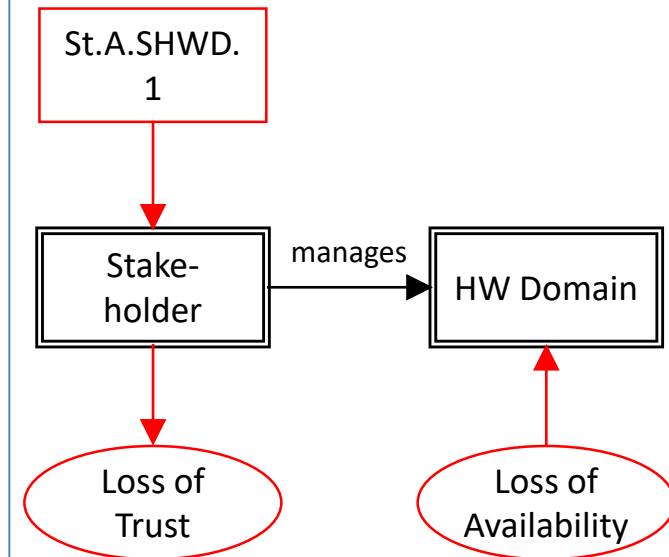 St.A.SHWD.
1
Stake-
holder
manages
HW Domain
Loss of
Trust
Loss of
Availability